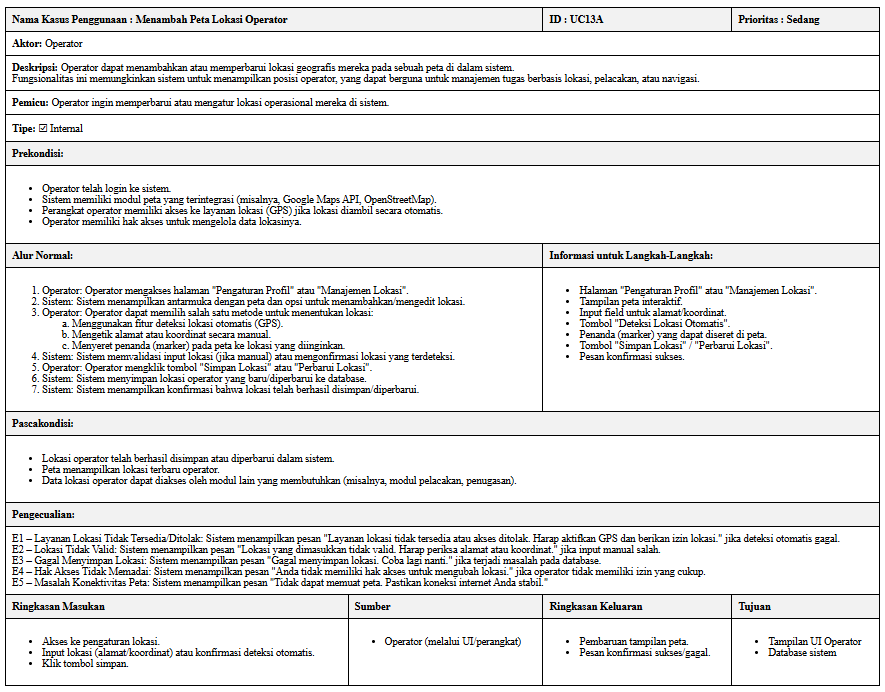 Nama Kasus Penggunaan : Menambah Peta Lokasi Operator
ID : UC13A
Prioritas : Sedang
Aktor: Operator
Deskripsi: Operator dapat menambahkan atau memperbarui lokasi geografis mereka pada sebuah peta di dalam sistem.
Fungsionalitas ini memungkinkan sistem untuk menampilkan posisi operator, yang dapat berguna untuk manajemen tugas berbasis lokasi, pelacakan, atau navigasi.
Pemicu: Operator ingin memperbarui atau mengatur lokasi operasional mereka di sistem.
Tipe: ☑ Internal
Prekondisi:
• Operator telah login ke sistem.
• Sistem memiliki modul peta yang terintegrasi (misalnya, Google Maps API, OpenStreetMap).
• Perangkat operator memiliki akses ke layanan lokasi (GPS) jika lokasi diambil secara otomatis.
• Operator memiliki hak akses untuk mengelola data lokasinya.
Alur Normal:
1. Operator: Operator mengakses halaman "Pengaturan Profil" atau "Manajemen Lokasi".
2. Sistem: Sistem menampilkan antarmuka dengan peta dan opsi untuk menambahkan/mengedit lokasi.
3. Operator: Operator dapat memilih salah satu metode untuk menentukan lokasi:
a. Menggunakan fitur deteksi lokasi otomatis (GPS).
b. Mengetik alamat atau koordinat secara manual.
c. Menyeret penanda (marker) pada peta ke lokasi yang diinginkan.
4. Sistem: Sistem memvalidasi input lokasi (jika manual) atau mengonfirmasi lokasi yang terdeteksi.
5. Operator: Operator mengklik tombol "Simpan Lokasi" atau "Perbarui Lokasi".
6. Sistem: Sistem menyimpan lokasi operator yang baru/diperbarui ke database.
7. Sistem: Sistem menampilkan konfirmasi bahwa lokasi telah berhasil disimpan/diperbarui.
Informasi untuk Langkah-Langkah:
• Halaman "Pengaturan Profil" atau "Manajemen Lokasi".
• Tampilan peta interaktif.
• Input field untuk alamat/koordinat.
• Tombol "Deteksi Lokasi Otomatis".
• Penanda (marker) yang dapat diseret di peta.
• Tombol "Simpan Lokasi" / "Perbarui Lokasi".
• Pesan konfirmasi sukses.
Pascakondisi:
• Lokasi operator telah berhasil disimpan atau diperbarui dalam sistem.
• Peta menampilkan lokasi terbaru operator.
• Data lokasi operator dapat diakses oleh modul lain yang membutuhkan (misalnya, modul pelacakan, penugasan).
Pengecualian:
E1 – Layanan Lokasi Tidak Tersedia/Ditolak: Sistem menampilkan pesan "Layanan lokasi tidak tersedia atau akses ditolak. Harap aktifkan GPS dan berikan izin lokasi." jika deteksi otomatis gagal.
E2 – Lokasi Tidak Valid: Sistem menampilkan pesan "Lokasi yang dimasukkan tidak valid. Harap periksa alamat atau koordinat." jika input manual salah.
E3 – Gagal Menyimpan Lokasi: Sistem menampilkan pesan "Gagal menyimpan lokasi. Coba lagi nanti." jika terjadi masalah pada database.
E4 – Hak Akses Tidak Memadai: Sistem menampilkan pesan "Anda tidak memiliki hak akses untuk mengubah lokasi." jika operator tidak memiliki izin yang cukup.
E5 – Masalah Konektivitas Peta: Sistem menampilkan pesan "Tidak dapat memuat peta. Pastikan koneksi internet Anda stabil."
Ringkasan Masukan
• Akses ke pengaturan lokasi.
• Input lokasi (alamat/koordinat) atau konfirmasi deteksi otomatis.
• Klik tombol simpan.
Sumber
• Operator (melalui UI/perangkat)
Ringkasan Keluaran
• Pembaruan tampilan peta.
• Pesan konfirmasi sukses/gagal.
Tujuan
• Tampilan UI Operator
• Database sistem